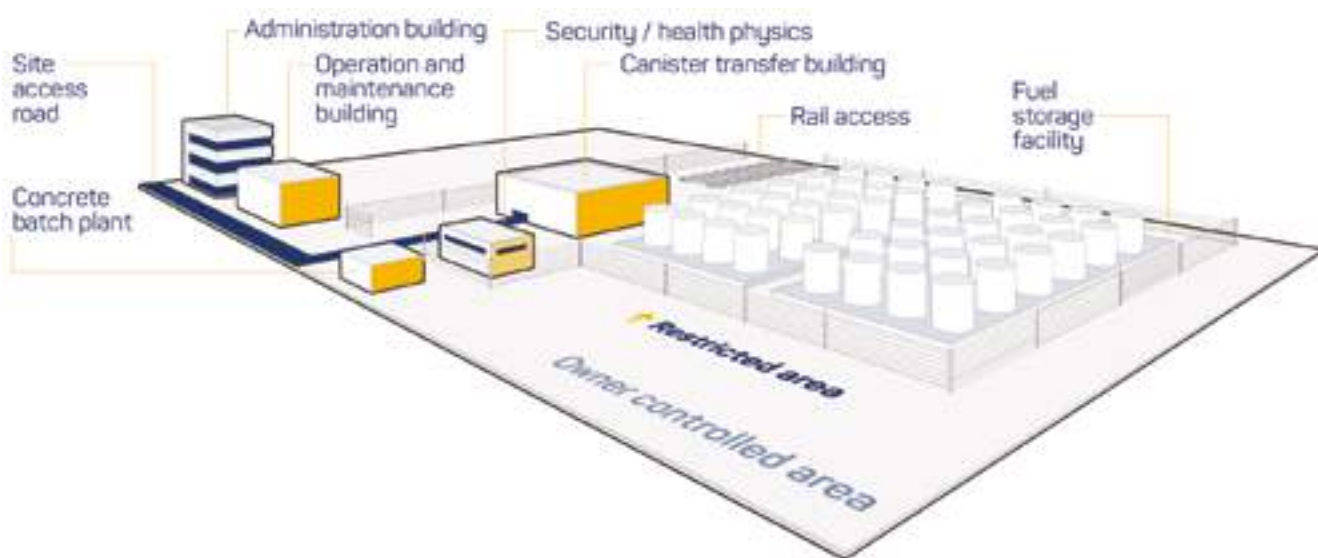 Administration building
Security / health physics
Site
access
road
Operation and
maintenance
building
Canister transfer building
Rail access
Fuel
storage
facility
Concrete
batch plant
Restricted area
Owner controlled area